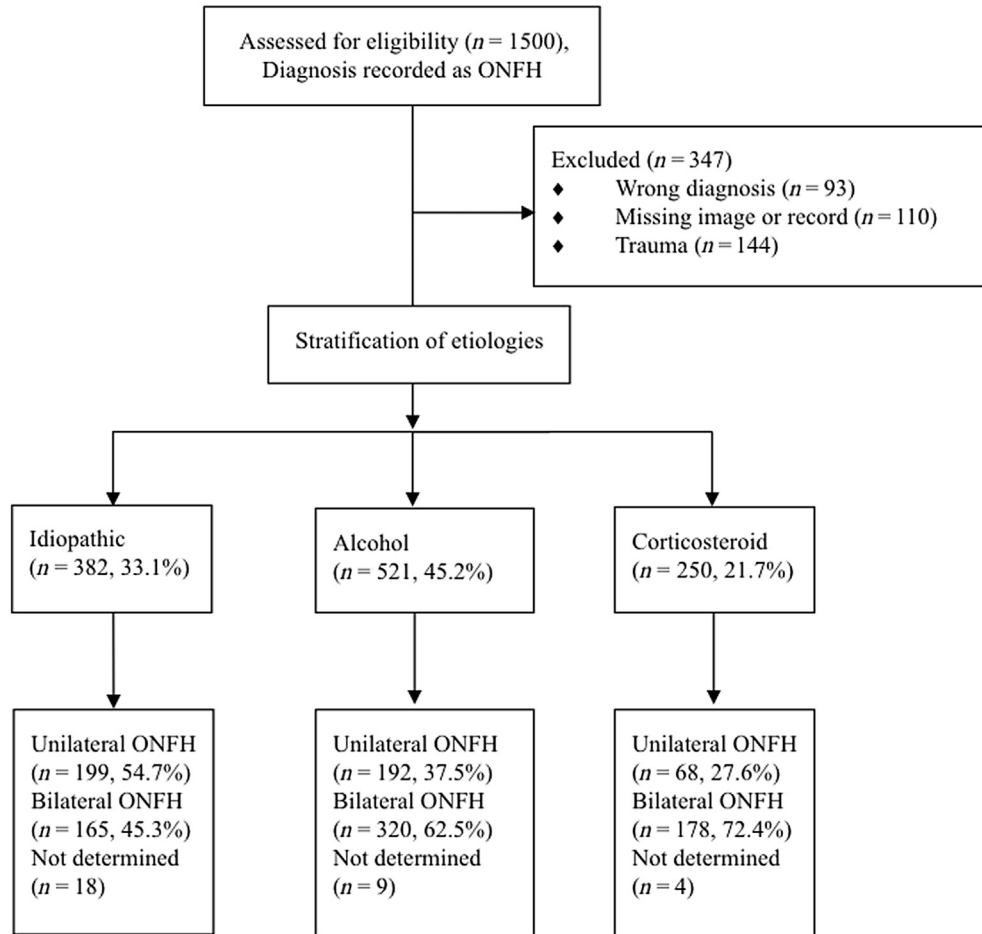 Assessed for eligibility (n = 1500),
Diagnosis recorded as ONFH
Excluded (n = 347)
♦ Wrong diagnosis (n = 93)
♦ Missing image or record (n = 110)
♦ Trauma (n = 144)
Stratification of etiologies
Idiopathic
(n = 382, 33.1%)
Alcohol
(n = 521, 45.2%)
Corticosteroid
(n = 250, 21.7%)
Unilateral ONFH
(n = 199, 54.7%)
Bilateral ONFH
(n = 165, 45.3%)
Not determined
(n = 18)
Unilateral ONFH
(n = 192, 37.5%)
Bilateral ONFH
(n = 320, 62.5%)
Not determined
(n = 9)
Unilateral ONFH
(n = 68, 27.6%)
Bilateral ONFH
(n = 178, 72.4%)
Not determined
(n = 4)